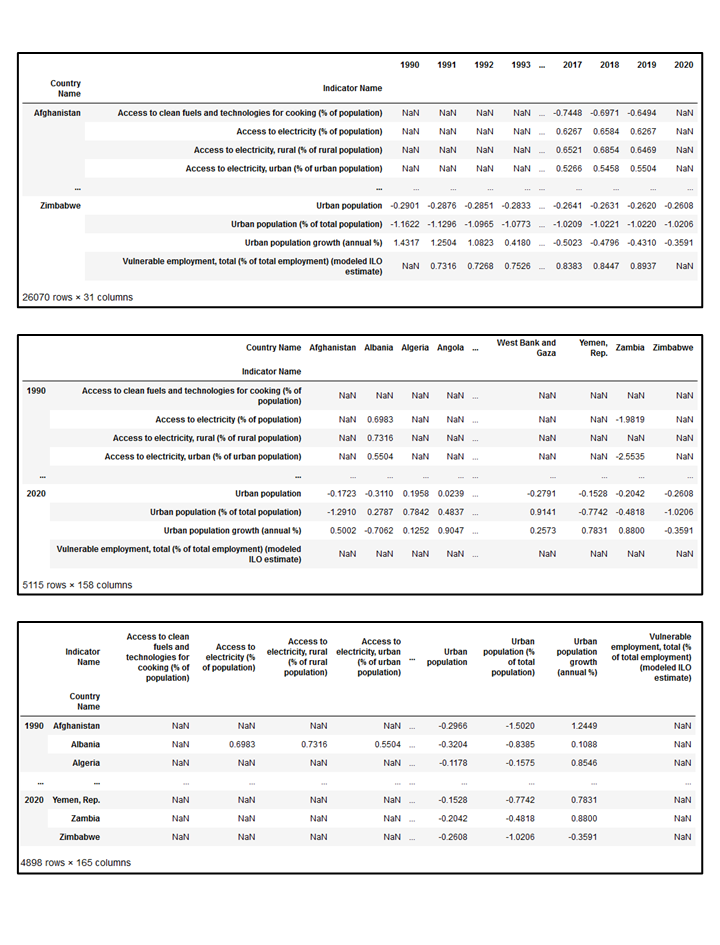 1990 1991 1992 1993 ... 2017 2018 2019 2020
Country
Name
Indicator Name
Afghanistan Access to clean fuels and technologies for cooking (% of population) NaN NaN NaN NaN ... -0.7448 -0.6971 -0.6494 NaN
Access to electricity (% of population) NaN NaN NaN NaN ... 0.6267 0.6584 0.6267 NaN
Access to electricity, rural (% of rural population) NaN NaN NaN NaN ... 0.6521 0.6854 0.6469 NaN
Access to electricity, urban (% of urban population) NaN NaN NaN NaN ... 0.5266 0.5458 0.5504 NaN
... ... ... ... ... ... ... ... ... ... ...
Zimbabwe Urban population -0.2901 -0.2876 -0.2851 -0.2833 ... -0.2641 -0.2631 -0.2620 -0.2608
Urban population (% of total population) -1.1622 -1.1296 -1.0965 -1.0773 ... -1.0209 -1.0221 -1.0220 -1.0206
Urban population growth (annual %) 1.4317 1.2504 1.0823 0.4180 ... -0.5023 -0.4796 -0.4310 -0.3591
Vulnerable employment, total (% of total employment) (modeled ILO
estimate) NaN 0.7316 0.7268 0.7526 ... 0.8383 0.8447 0.8937 NaN
26070 rows × 31 columns
Country Name Afghanistan Albania Algeria Angola ... West Bank and
Gaza Yemen,
Rep. Zambia Zimbabwe
Indicator Name
1990 Access to clean fuels and technologies for cooking (% of
population) NaN NaN NaN NaN ... NaN NaN NaN NaN
Access to electricity (% of population) NaN 0.6983 NaN NaN ... NaN NaN -1.9819 NaN
Access to electricity, rural (% of rural population) NaN 0.7316 NaN NaN ... NaN NaN NaN NaN
Access to electricity, urban (% of urban population) NaN 0.5504 NaN NaN ... NaN NaN -2.5535 NaN
... ... ... ... ... ... ... ... ... ... ...
2020 Urban population -0.1723 -0.3110 0.1958 0.0239 ... -0.2791 -0.1528 -0.2042 -0.2608
Urban population (% of total population) -1.2910 0.2787 0.7842 0.4837 ... 0.9141 -0.7742 -0.4818 -1.0206
Urban population growth (annual %) 0.5002 -0.7062 0.1252 0.9047 ... 0.2573 0.7831 0.8800 -0.3591
Vulnerable employment, total (% of total employment) (modeled
ILO estimate) NaN NaN NaN NaN ... NaN NaN NaN NaN
5115 rows × 158 columns
Indicator
Name
Access to clean
fuels and
technologies for
cooking (% of
population)
Access to
electricity (%
of population)
Access to
electricity, rural
(% of rural
population)
Access to
electricity, urban
(% of urban
population)
...
Urban
population
Urban
population (%
of total
population)
Urban
population
growth
(annual %)
Vulnerable
employment, total (%
of total employment)
(modeled ILO
estimate)
Country
Name
1990 Afghanistan NaN NaN NaN NaN ... -0.2966 -1.5020 1.2449 NaN
Albania NaN 0.6983 0.7316 0.5504 ... -0.3204 -0.8385 0.1088 NaN
Algeria NaN NaN NaN NaN ... -0.1178 -0.1575 0.8546 NaN
... ... ... ... ... ... ... ... ... ... ...
2020 Yemen, Rep. NaN NaN NaN NaN ... -0.1528 -0.7742 0.7831 NaN
Zambia NaN NaN NaN NaN ... -0.2042 -0.4818 0.8800 NaN
Zimbabwe NaN NaN NaN NaN ... -0.2608 -1.0206 -0.3591 NaN
4898 rows × 165 columns